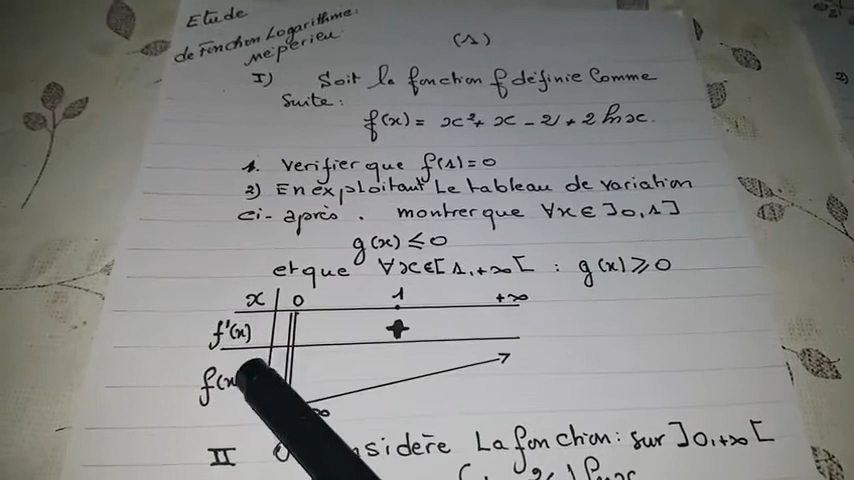 Etude
de Fonction Logarithme.
Néperieu
(1)
I) Soit la fonction f définie Comme
Suite:
f(x) = x² + x - 2 + 2 ln x.
1. Verifier que f(1) = 0
2) En exploitant Le tableau de variation
ci-après. montrer que ∀x ∈ ]0,1]
g(x) ≤ 0
et que ∀x ∈ [1,+∞[ : g(x) ≥ 0
x 0 1 +∞
f'(x) +
f(x
∞
II nsidère La fonction: sur ]0,+∞[